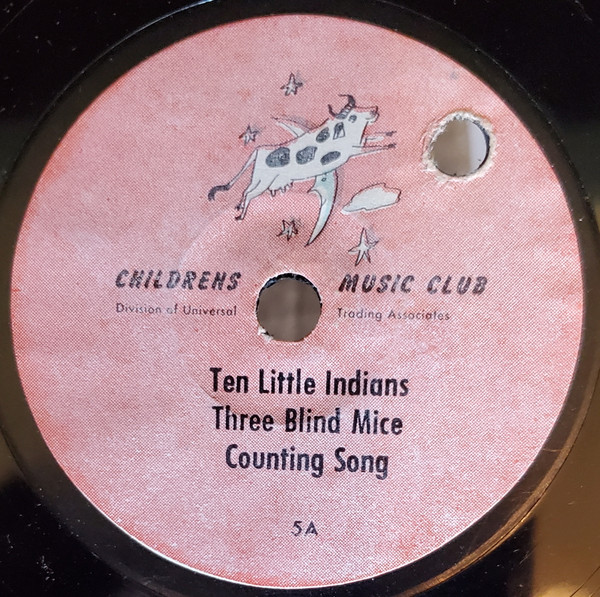 CHILDRENS MUSIC CLUB
Division of Universal Trading Associates
Ten Little Indians
Three Blind Mice
Counting Song
5A